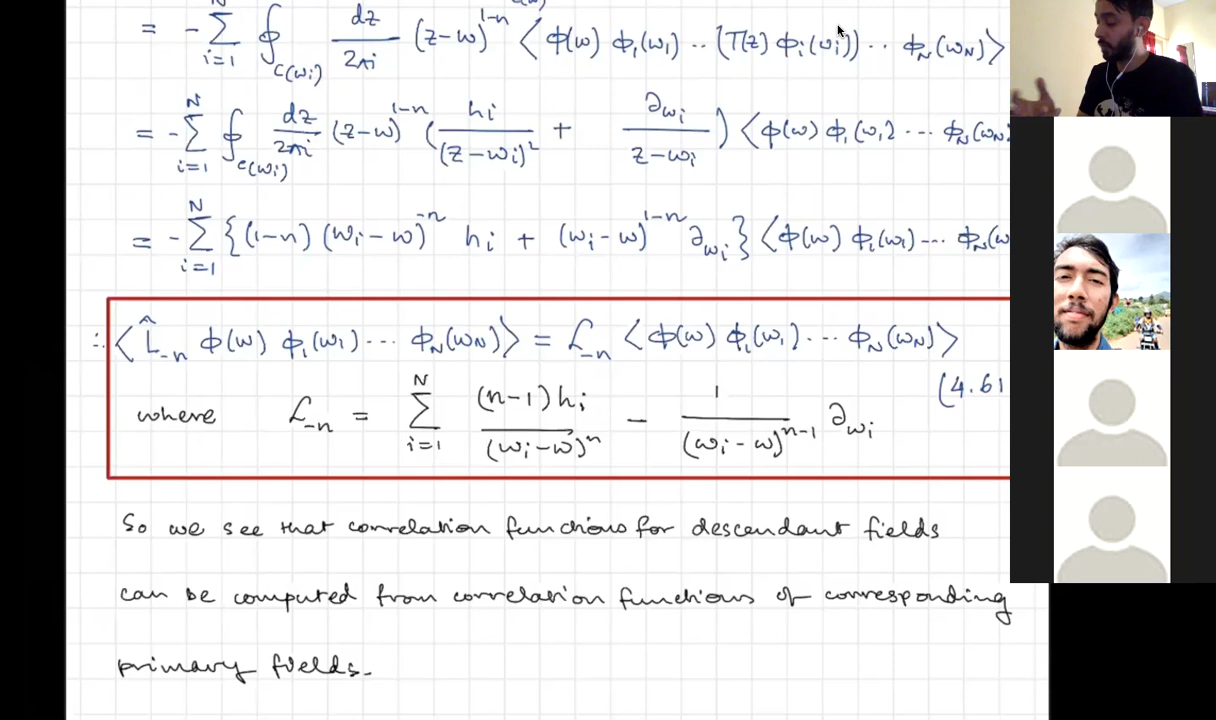 = - Σ_{i=1}^{N} ∮_{C(w_i)} dz/2πi (z-w)^{1-n} ⟨ϕ(w) ϕ_1(w_1) .. (T(z) ϕ_i(w_i)) .. ϕ_N(w_N)⟩
= - Σ_{i=1}^{N} ∮_{C(w_i)} dz/2πi (z-w)^{1-n} ( h_i/(z-w_i)^2 + ∂_{w_i}/(z-w_i) ) ⟨ϕ(w) ϕ_1(w_1) ... ϕ_N(w_N)
= - Σ_{i=1}^{N} { (1-n) (w_i-w)^{-n} h_i + (w_i-w)^{1-n} ∂_{w_i} } ⟨ϕ(w) ϕ_1(w_1) ... ϕ_N(w
∴ ⟨L̂_{-n} ϕ(w) ϕ_1(w_1) ... ϕ_N(w_N)⟩ = ℒ_{-n} ⟨ϕ(w) ϕ_1(w_1) ... ϕ_N(w_N)⟩
(4.61
where ℒ_{-n} = Σ_{i=1}^{N} (n-1)h_i/(w_i-w)^n - 1/(w_i-w)^{n-1} ∂_{w_i}
So we see that correlation functions for descendant fields
can be computed from correlation functions of corresponding
primary fields.